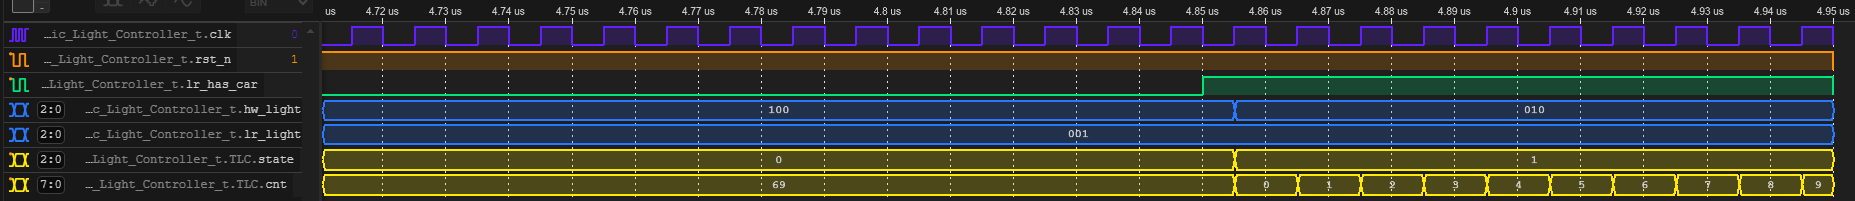 BIN
us 4.72 us 4.73 us 4.74 us 4.75 us 4.76 us 4.77 us 4.78 us 4.79 us 4.8 us 4.81 us 4.82 us 4.83 us 4.84 us 4.85 us 4.86 us 4.87 us 4.88 us 4.89 us 4.9 us 4.91 us 4.92 us 4.93 us 4.94 us 4.95 us
…ic_Light_Controller_t.clk 0
…_Light_Controller_t.rst_n 1
…Light_Controller_t.lr_has_car
2:0 …c_Light_Controller_t.hw_light 100 010
2:0 …c_Light_Controller_t.lr_light 001
2:0 …Light_Controller_t.TLC.state 0 1
7:0 …_Light_Controller_t.TLC.cnt 69 0 1 2 3 4 5 6 7 8 9